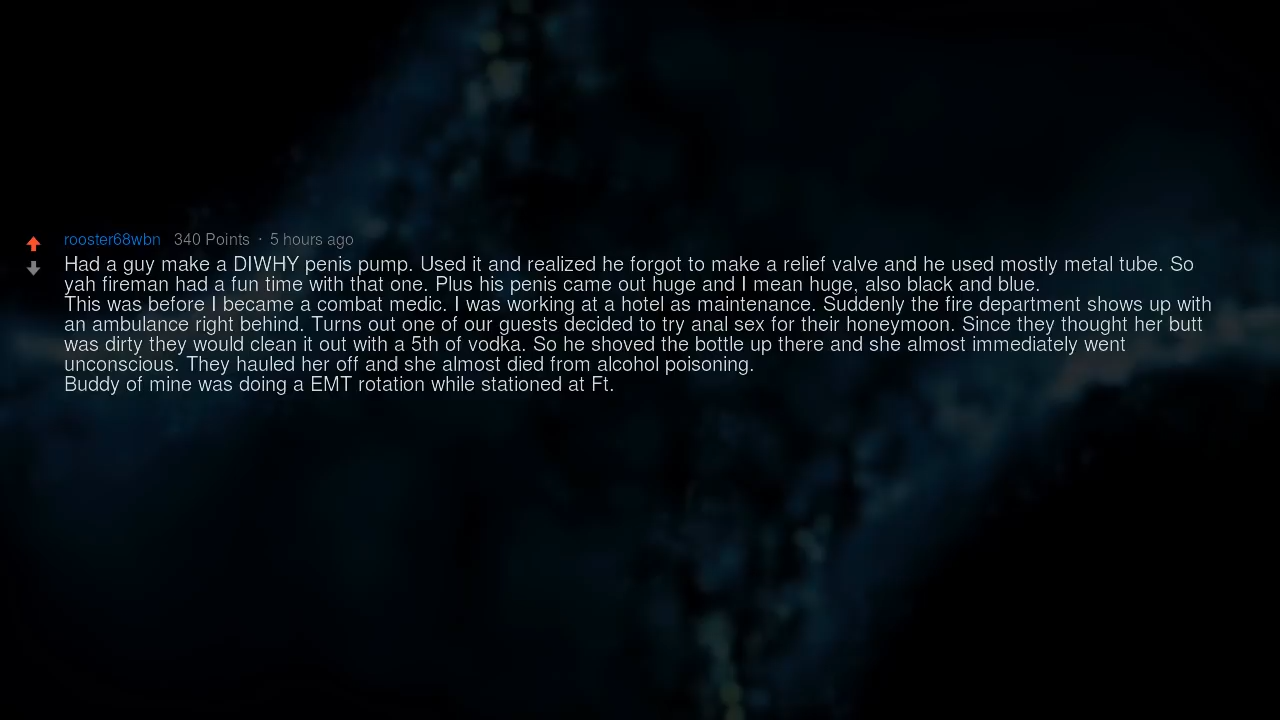 rooster68wbn 340 Points · 5 hours ago
Had a guy make a DIWHY penis pump. Used it and realized he forgot to make a relief valve and he used mostly metal tube. So
yah fireman had a fun time with that one. Plus his penis came out huge and I mean huge, also black and blue.
This was before I became a combat medic. I was working at a hotel as maintenance. Suddenly the fire department shows up with
an ambulance right behind. Turns out one of our guests decided to try anal sex for their honeymoon. Since they thought her butt
was dirty they would clean it out with a 5th of vodka. So he shoved the bottle up there and she almost immediately went
unconscious. They hauled her off and she almost died from alcohol poisoning.
Buddy of mine was doing a EMT rotation while stationed at Ft.